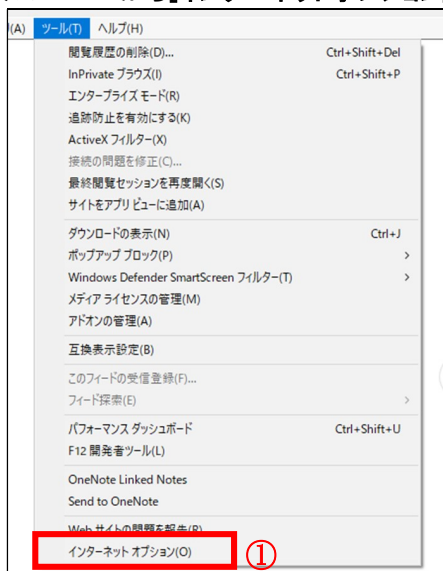 (A) ツール(T) ヘルプ(H)
閲覧履歴の削除(D)... Ctrl+Shift+Del
InPrivate ブラウズ(I) Ctrl+Shift+P
エンタープライズ モード(R)
追跡防止を有効にする(K)
ActiveX フィルター(X)
接続の問題を修正(C)...
最終閲覧セッションを再度開く(S)
サイトをアプリ ビューに追加(A)
ダウンロードの表示(N) Ctrl+J
ポップアップ ブロック(P)
Windows Defender SmartScreen フィルター(T)
メディア ライセンスの管理(M)
アドオンの管理(A)
互換表示設定(B)
このフィードの受信登録(F)...
フィード探索(E)
パフォーマンス ダッシュボード Ctrl+Shift+U
F12 開発者ツール(L)
OneNote Linked Notes
Send to OneNote
Web サイトの問題を報告(R)
インターネット オプション(O) ①